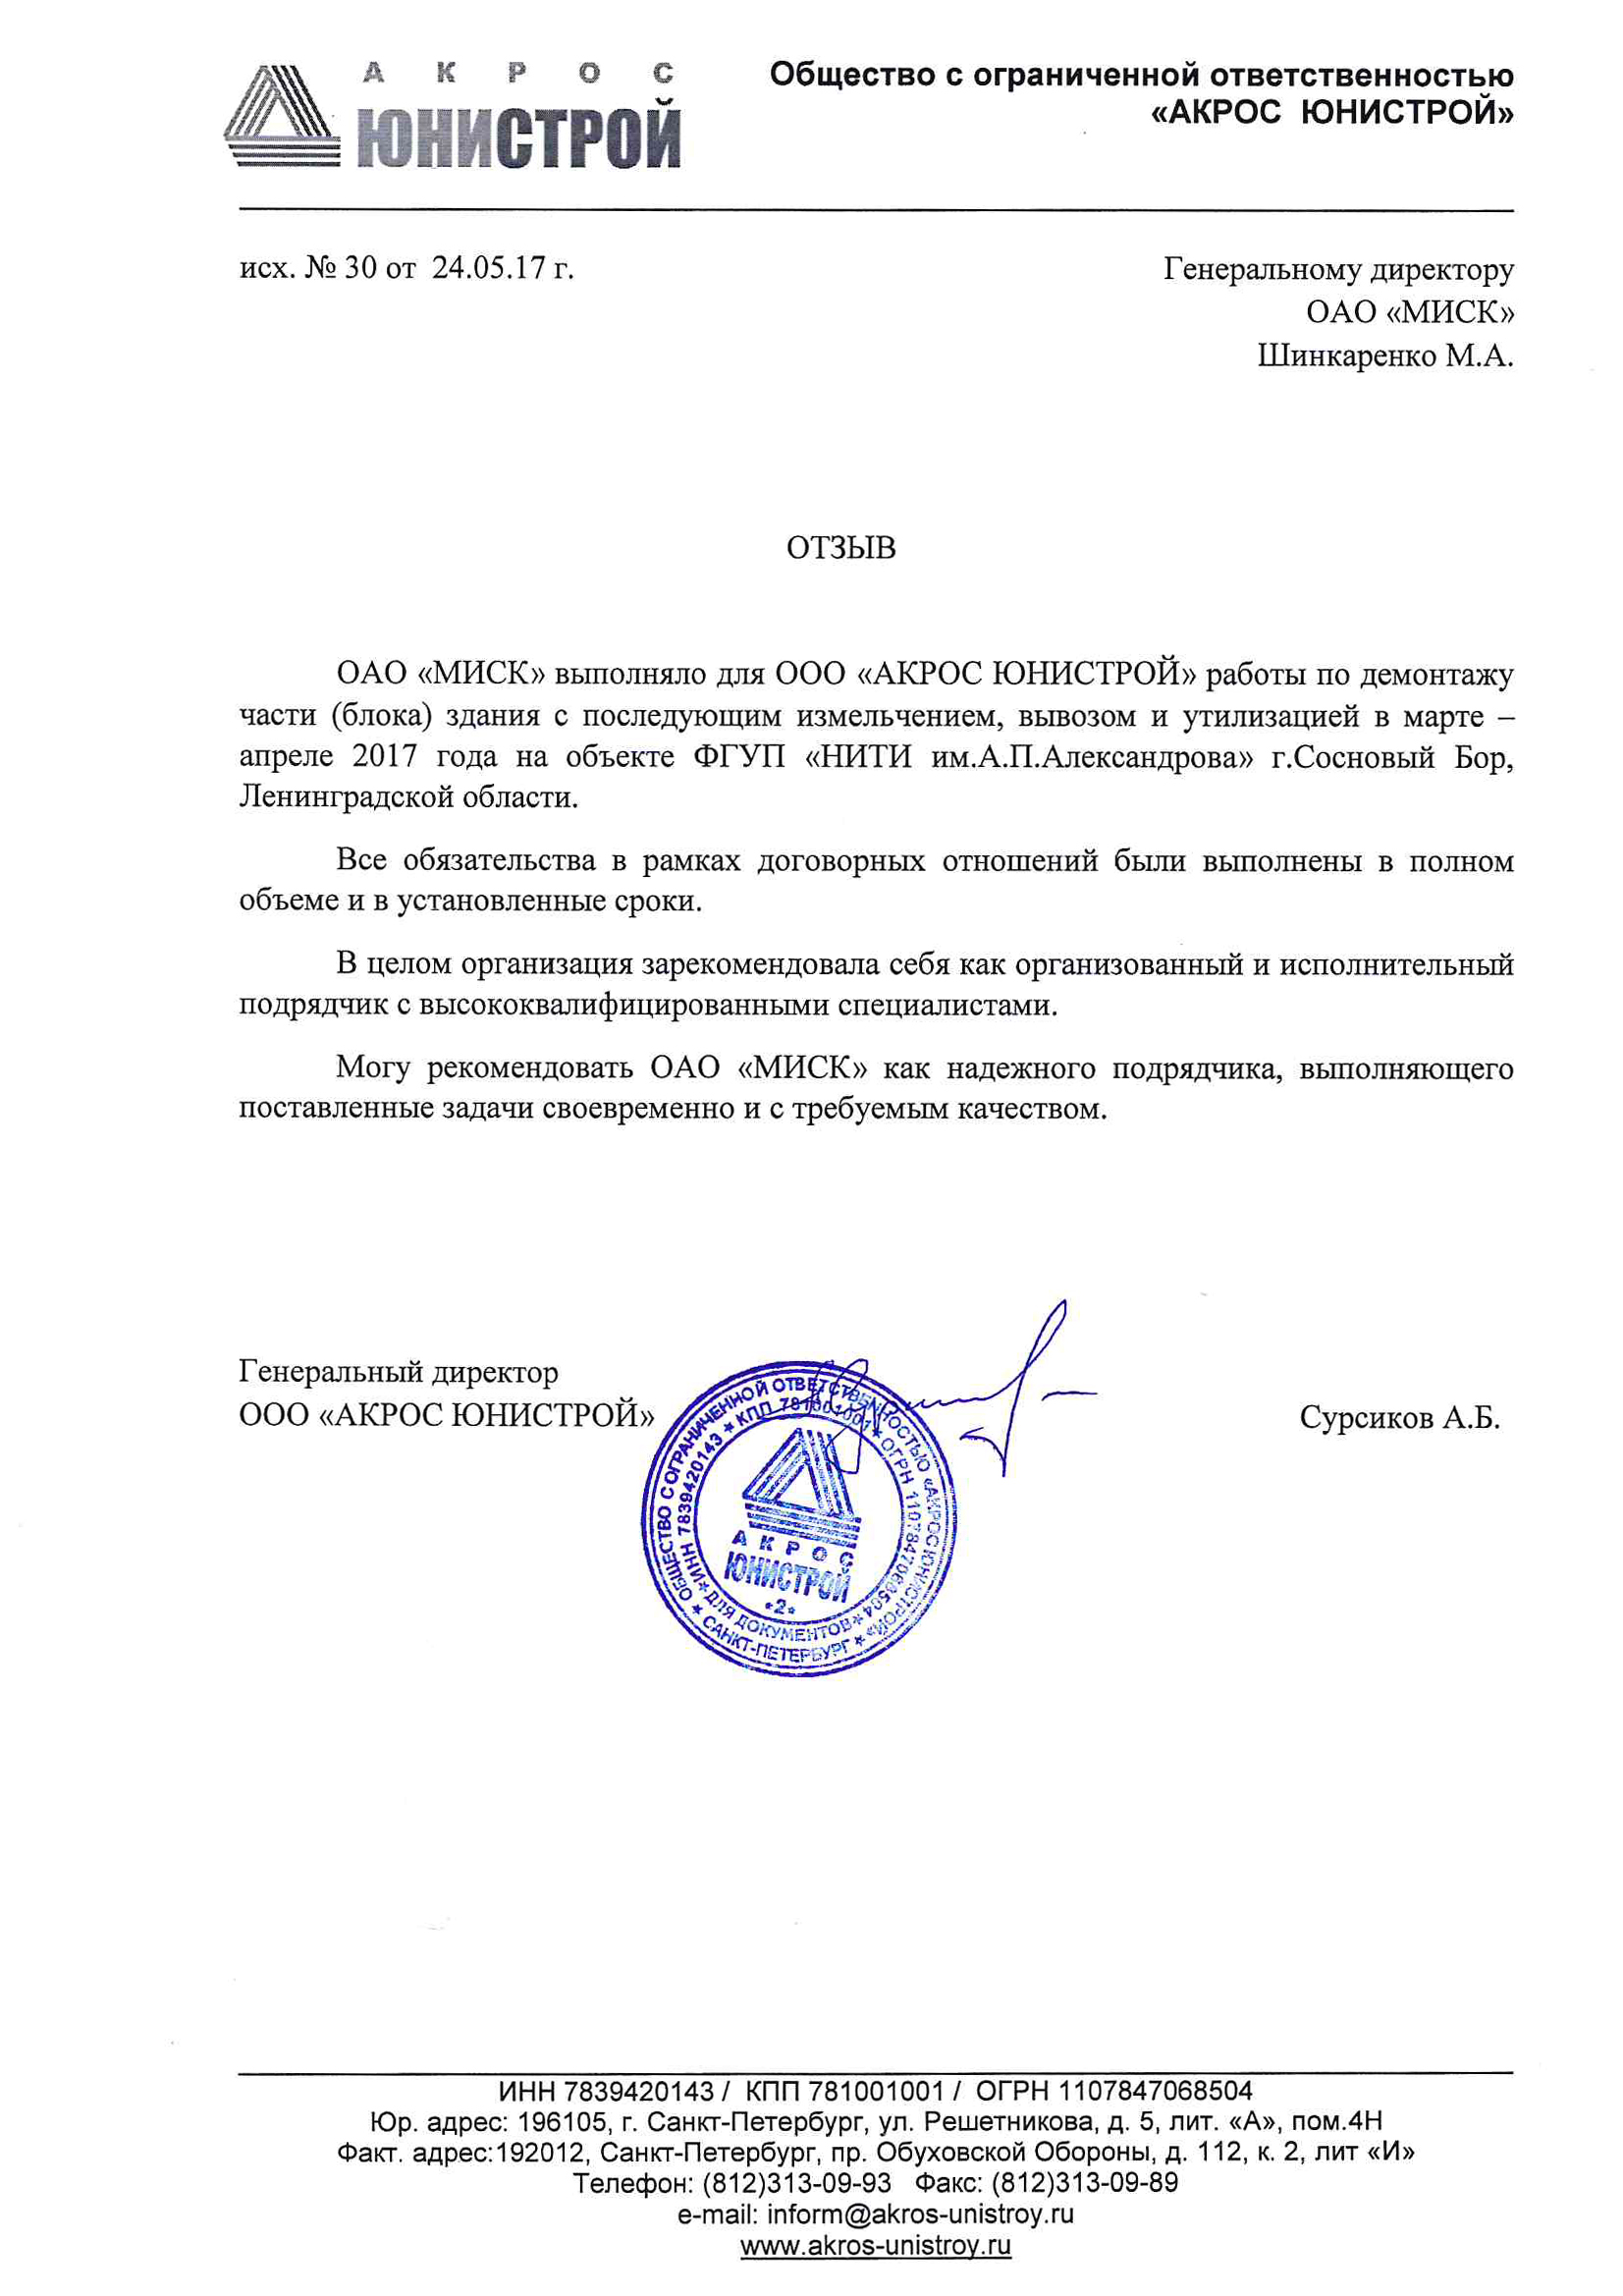 А К Р О С
ЮНИСТРОЙ
Общество с ограниченной ответственностью
«АКРОС ЮНИСТРОЙ»
исх. № 30 от 24.05.17 г.
Генеральному директору
ОАО «МИСК»
Шинкаренко М.А.
ОТЗЫВ
ОАО «МИСК» выполняло для ООО «АКРОС ЮНИСТРОЙ» работы по демонтажу
части (блока) здания с последующим измельчением, вывозом и утилизацией в марте –
апреле 2017 года на объекте ФГУП «НИТИ им.А.П.Александрова» г.Сосновый Бор,
Ленинградской области.
Все обязательства в рамках договорных отношений были выполнены в полном
объеме и в установленные сроки.
В целом организация зарекомендовала себя как организованный и исполнительный
подрядчик с высококвалифицированными специалистами.
Могу рекомендовать ОАО «МИСК» как надежного подрядчика, выполняющего
поставленные задачи своевременно и с требуемым качеством.
Генеральный директор
ООО «АКРОС ЮНИСТРОЙ»
Сурсиков А.Б.
ОБЩЕСТВО С ОГРАНИЧЕННОЙ ОТВЕТСТВЕННОСТЬЮ «АКРОС ЮНИСТРОЙ» * САНКТ-ПЕТЕРБУРГ *
ИНН 7839420143 * КПП 781001001 * ОГРН 1107847068504 * ДЛЯ ДОКУМЕНТОВ *
А К Р О С
ЮНИСТРОЙ
«2»
ИНН 7839420143 / КПП 781001001 / ОГРН 1107847068504
Юр. адрес: 196105, г. Санкт-Петербург, ул. Решетникова, д. 5, лит. «А», пом.4Н
Факт. адрес:192012, Санкт-Петербург, пр. Обуховской Обороны, д. 112, к. 2, лит «И»
Телефон: (812)313-09-93 Факс: (812)313-09-89
e-mail: inform@akros-unistroy.ru
www.akros-unistroy.ru